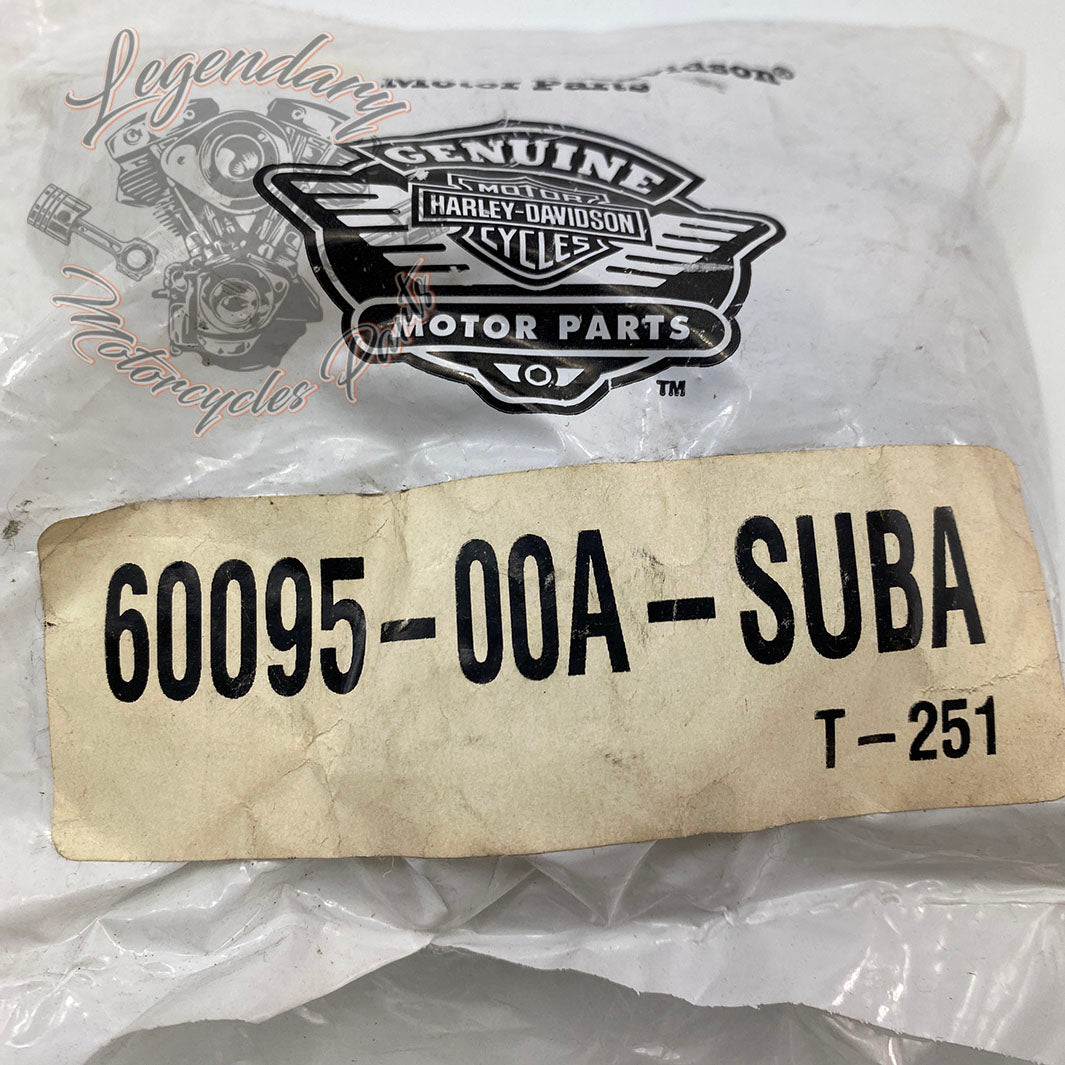 Legendary
Motorcycles Parts
Motor Parts
GENUINE
MOTOR
HARLEY-DAVIDSON
CYCLES
MOTOR PARTS
TM
60095-00A-SUBA
T-251